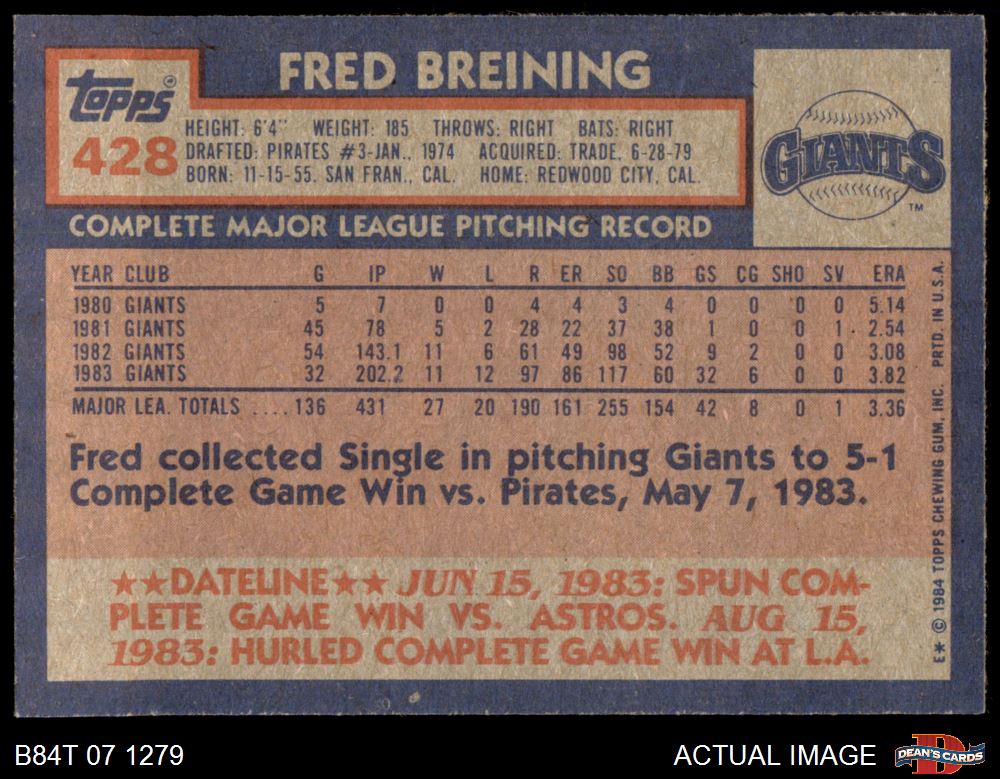 FRED BREINING
TOPPS ®
428
HEIGHT: 6'4" WEIGHT: 185 THROWS: RIGHT BATS: RIGHT
DRAFTED: PIRATES #3-JAN., 1974 ACQUIRED: TRADE, 6-28-79
BORN: 11-15-55, SAN FRAN., CAL. HOME: REDWOOD CITY, CAL.
GIANTS
TM
COMPLETE MAJOR LEAGUE PITCHING RECORD
YEAR CLUB G IP W L R ER SO BB GS CG SHO SV ERA
1980 GIANTS 5 7 0 0 4 4 3 4 0 0 0 0 5.14
1981 GIANTS 45 78 5 2 28 22 37 38 1 0 0 1 2.54
1982 GIANTS 54 143.1 11 6 61 49 98 52 9 2 0 0 3.08
1983 GIANTS 32 202.2 11 12 97 86 117 60 32 6 0 0 3.82
MAJOR LEA. TOTALS .... 136 431 27 20 190 161 255 154 42 8 0 1 3.36
Fred collected Single in pitching Giants to 5-1
Complete Game Win vs. Pirates, May 7, 1983.
★★DATELINE★★ JUN 15, 1983: SPUN COM-
PLETE GAME WIN VS. ASTROS. AUG 15,
1983: HURLED COMPLETE GAME WIN AT L.A.
E* © 1984 TOPPS CHEWING GUM, INC. PRTD. IN U.S.A.
B84T 07 1279
ACTUAL IMAGE
DEAN'S CARDS